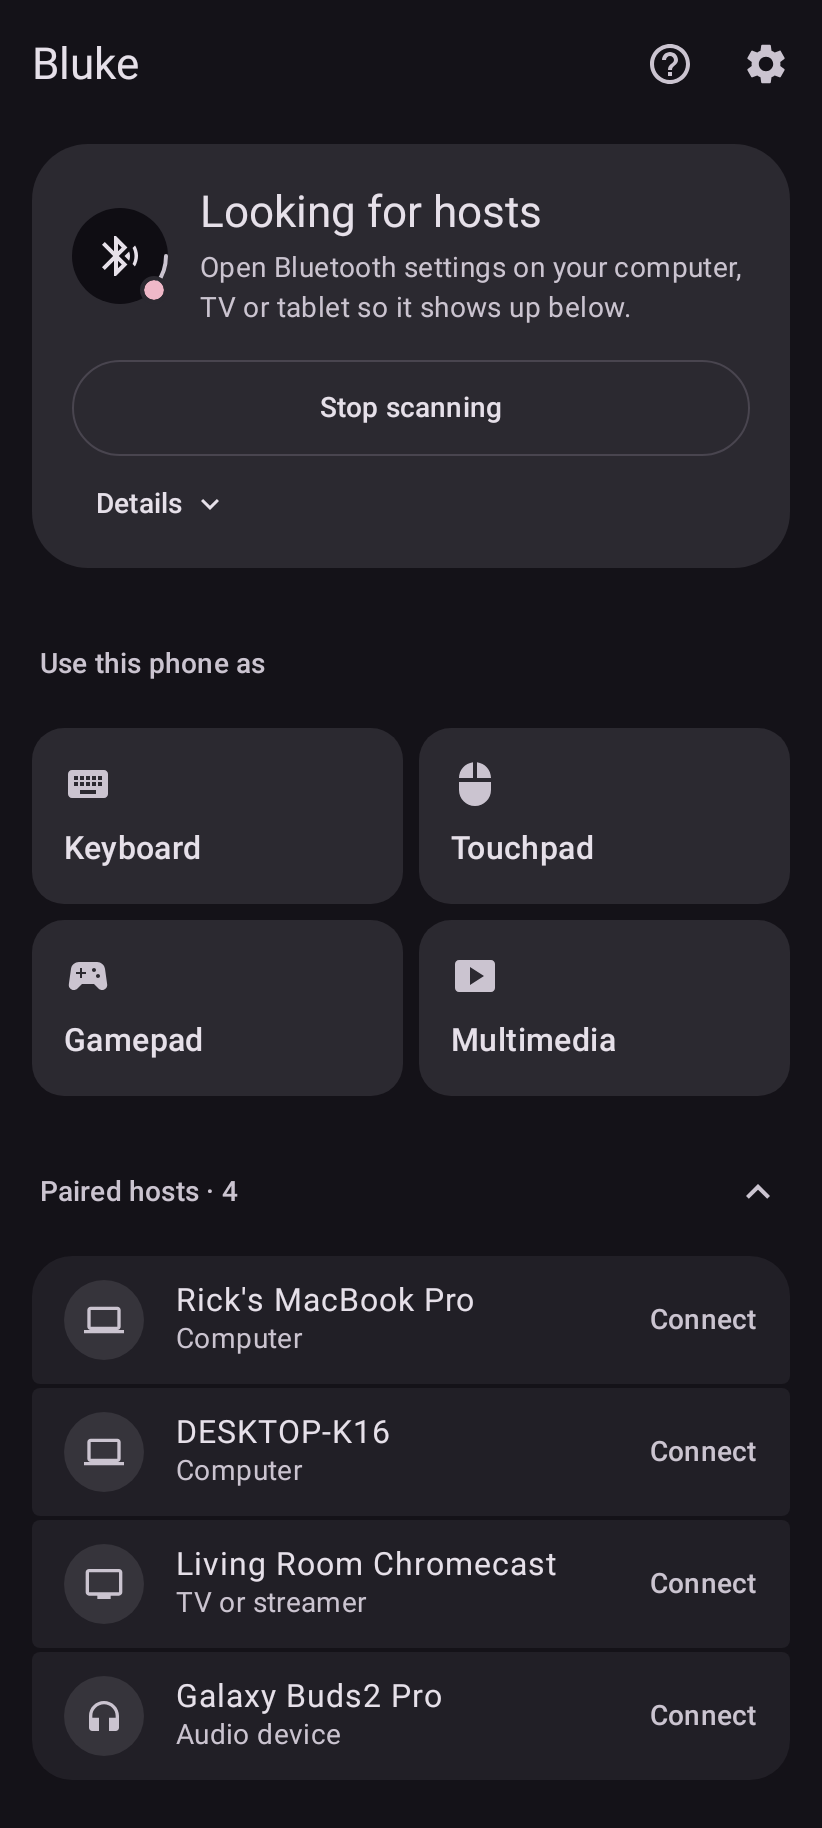 Bluke
Looking for hosts
Open Bluetooth settings on your computer,
TV or tablet so it shows up below.
Stop scanning
Details
Use this phone as
Keyboard
Touchpad
Gamepad
Multimedia
Paired hosts · 4
Rick's MacBook Pro
Computer
Connect
DESKTOP-K16
Computer
Connect
Living Room Chromecast
TV or streamer
Connect
Galaxy Buds2 Pro
Audio device
Connect